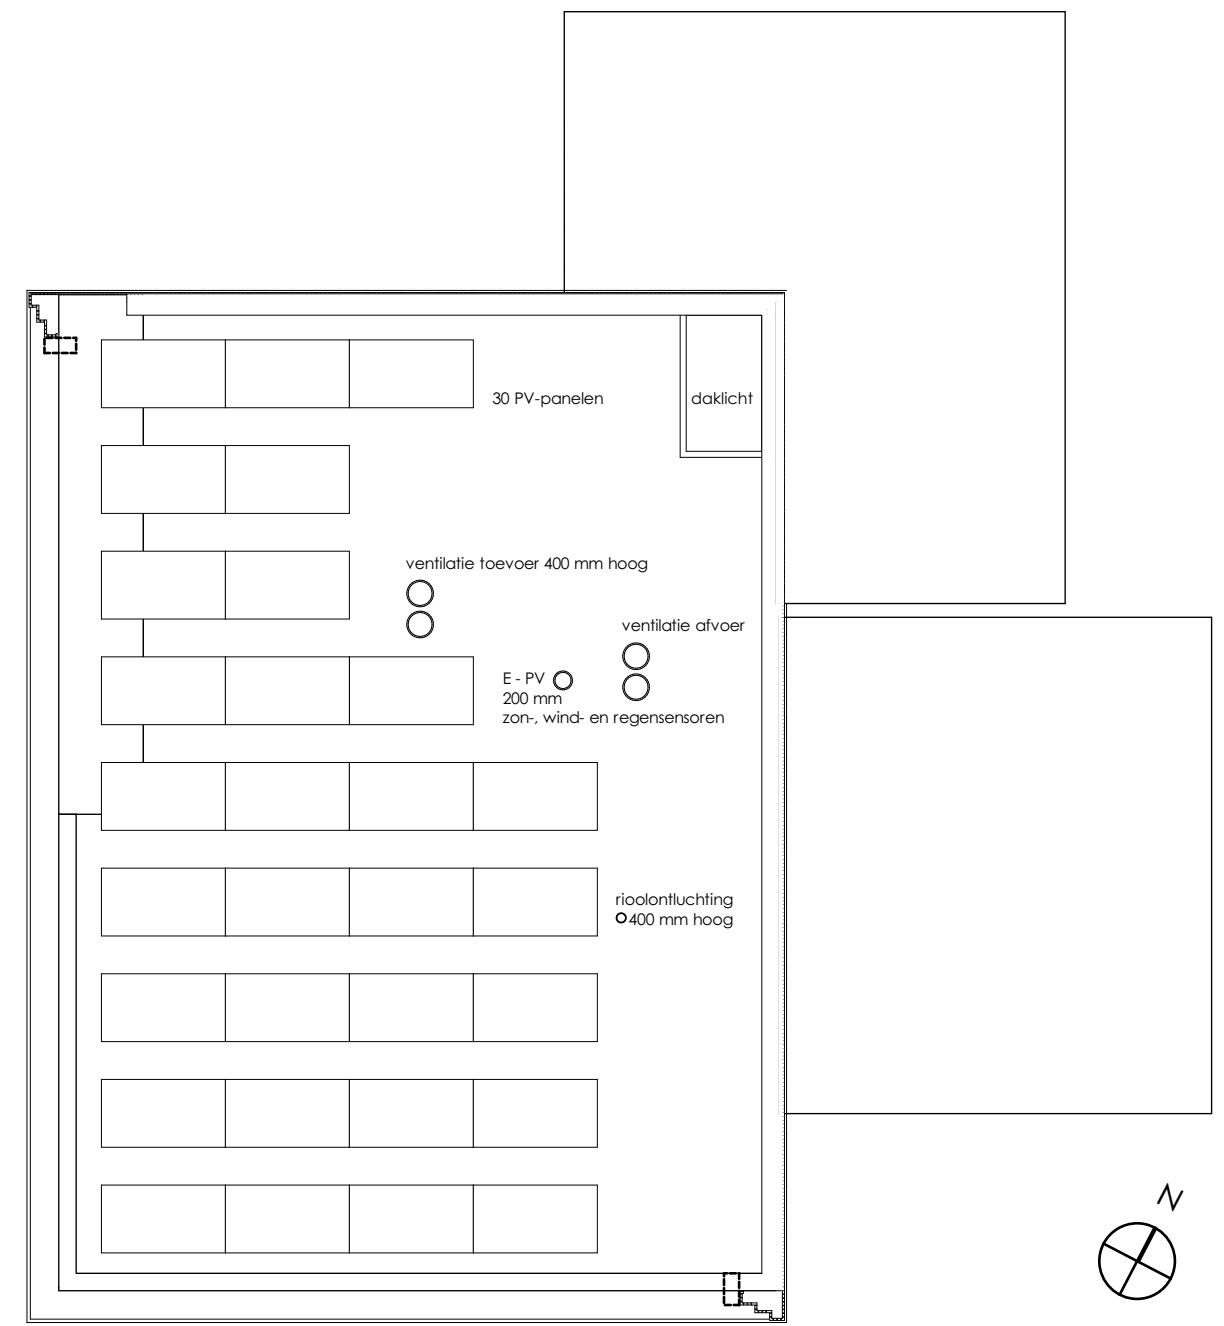 30 PV-panelen
daklicht
ventilatie toevoer 400 mm hoog
ventilatie afvoer
E - PV
200 mm
zon-, wind- en regensensoren
rioolontluchting
400 mm hoog
N